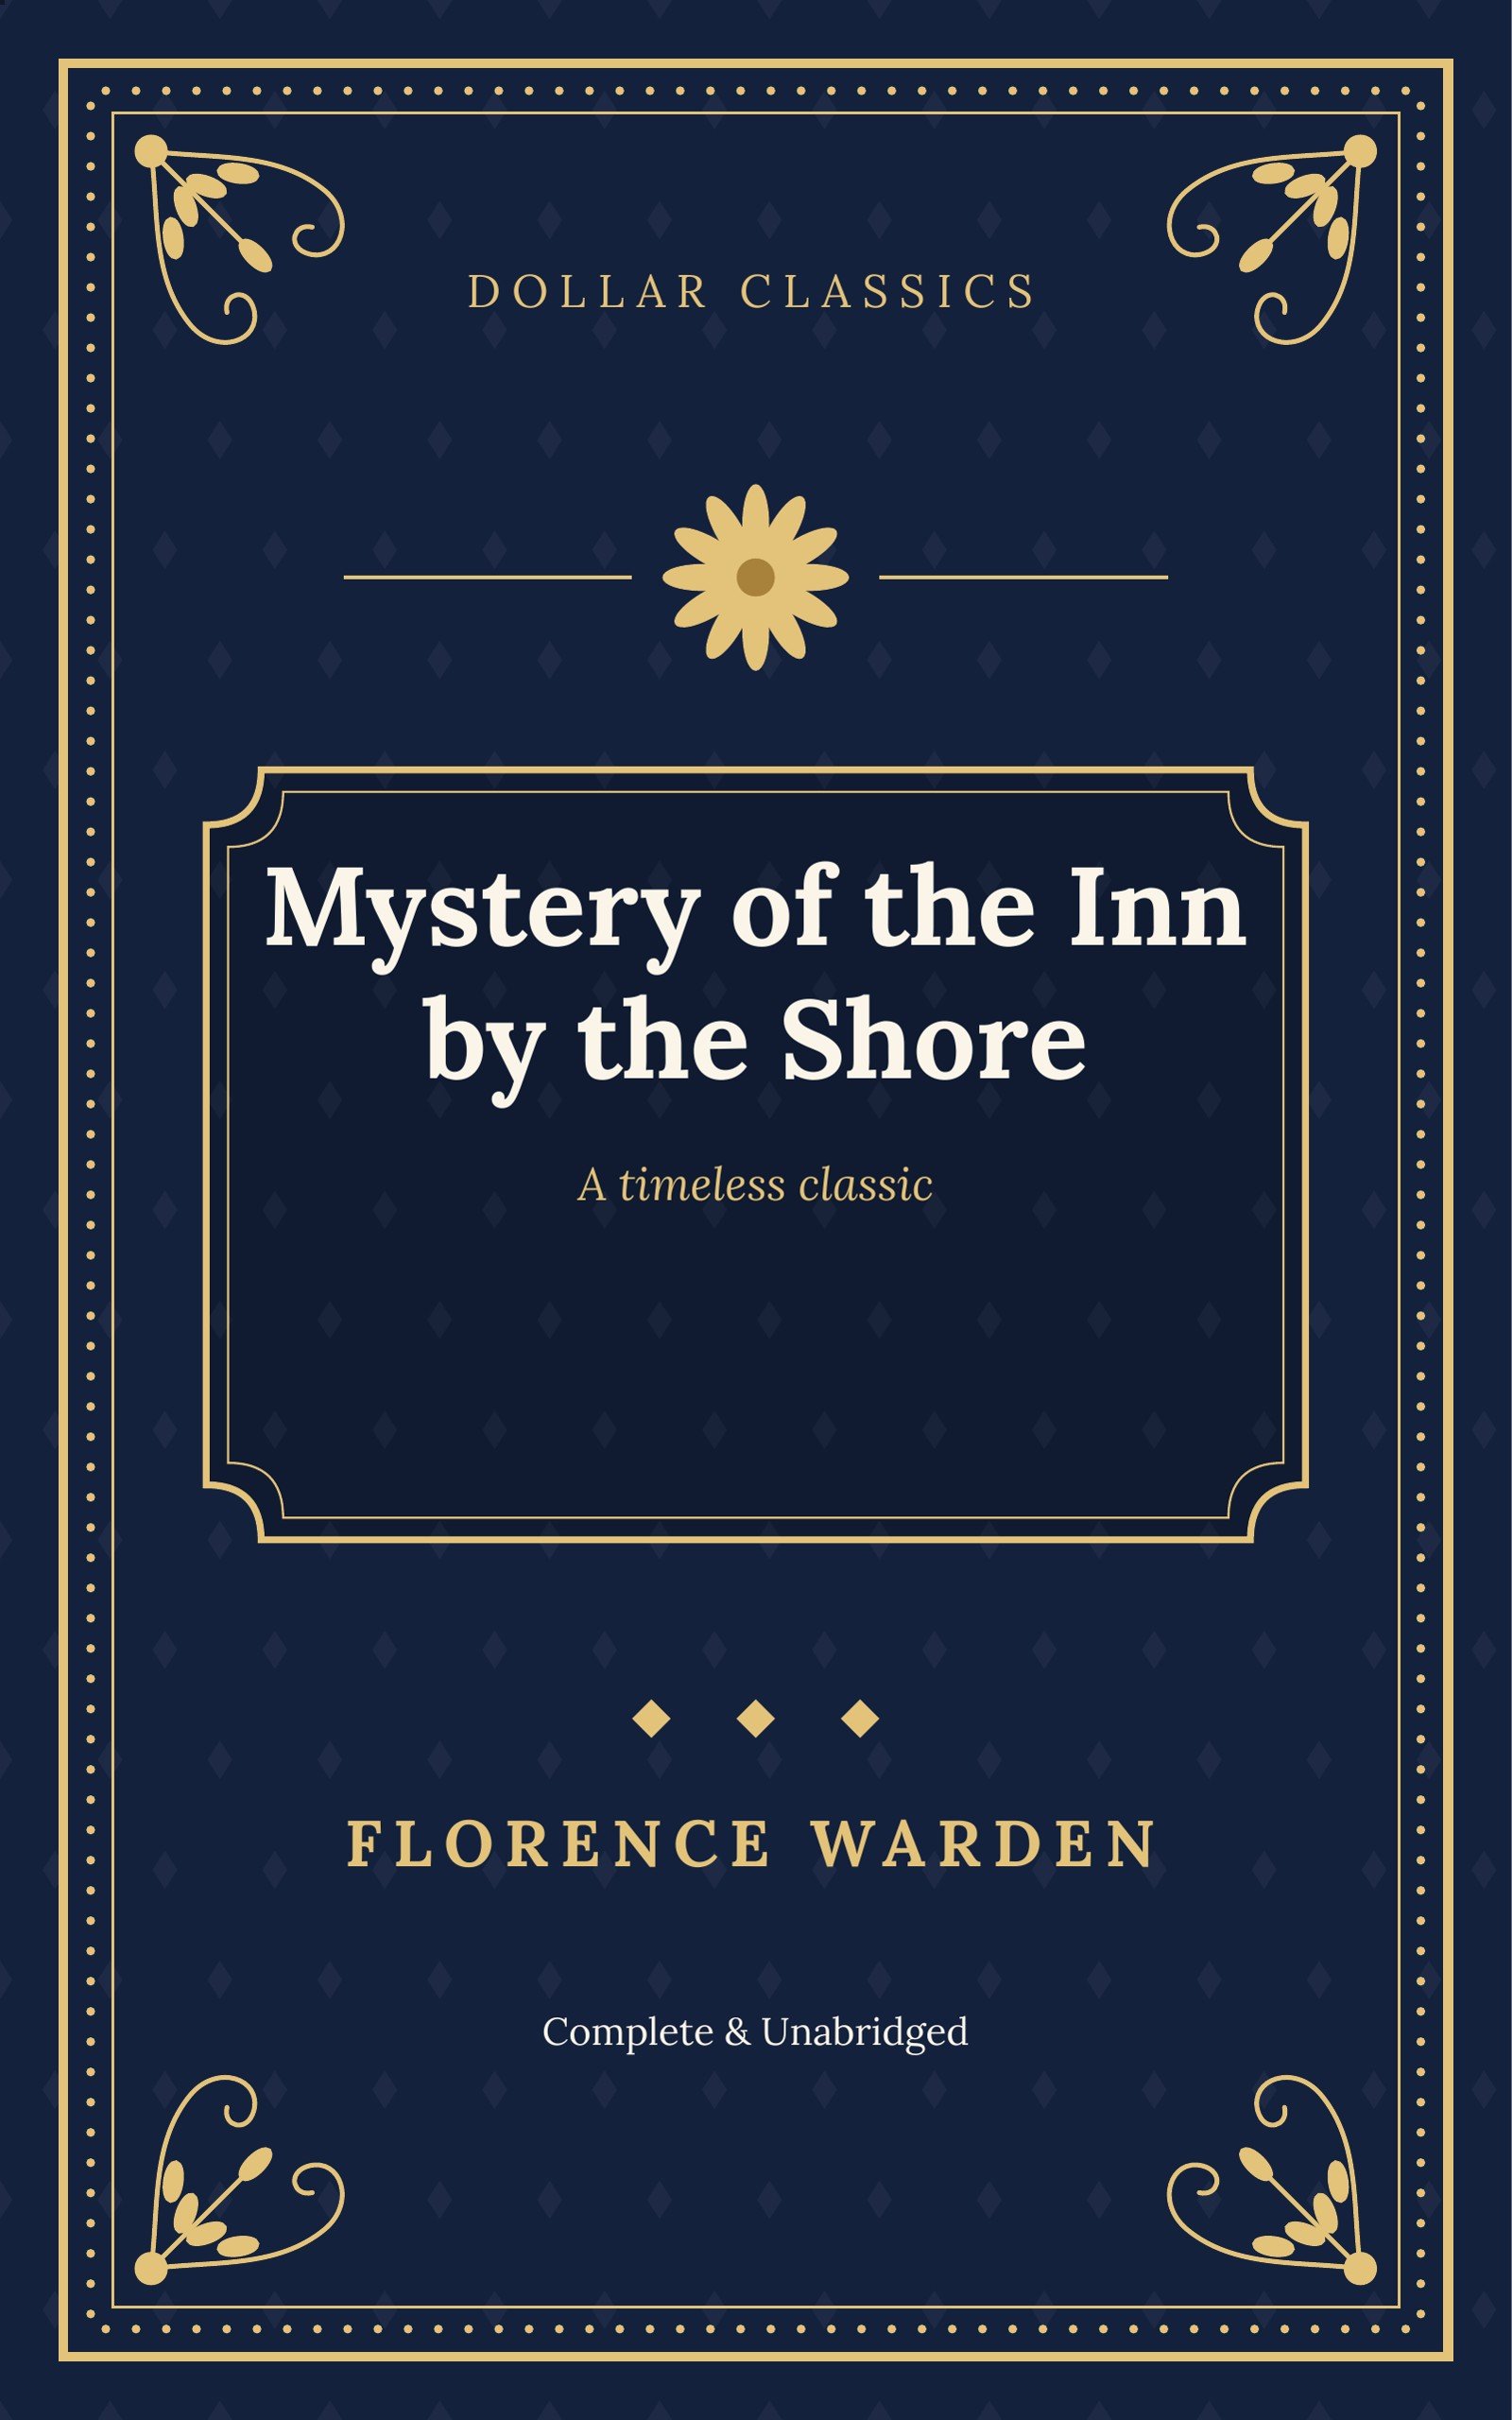 DOLLAR CLASSICS
Mystery of the Inn
by the Shore
A timeless classic
FLORENCE WARDEN
Complete & Unabridged